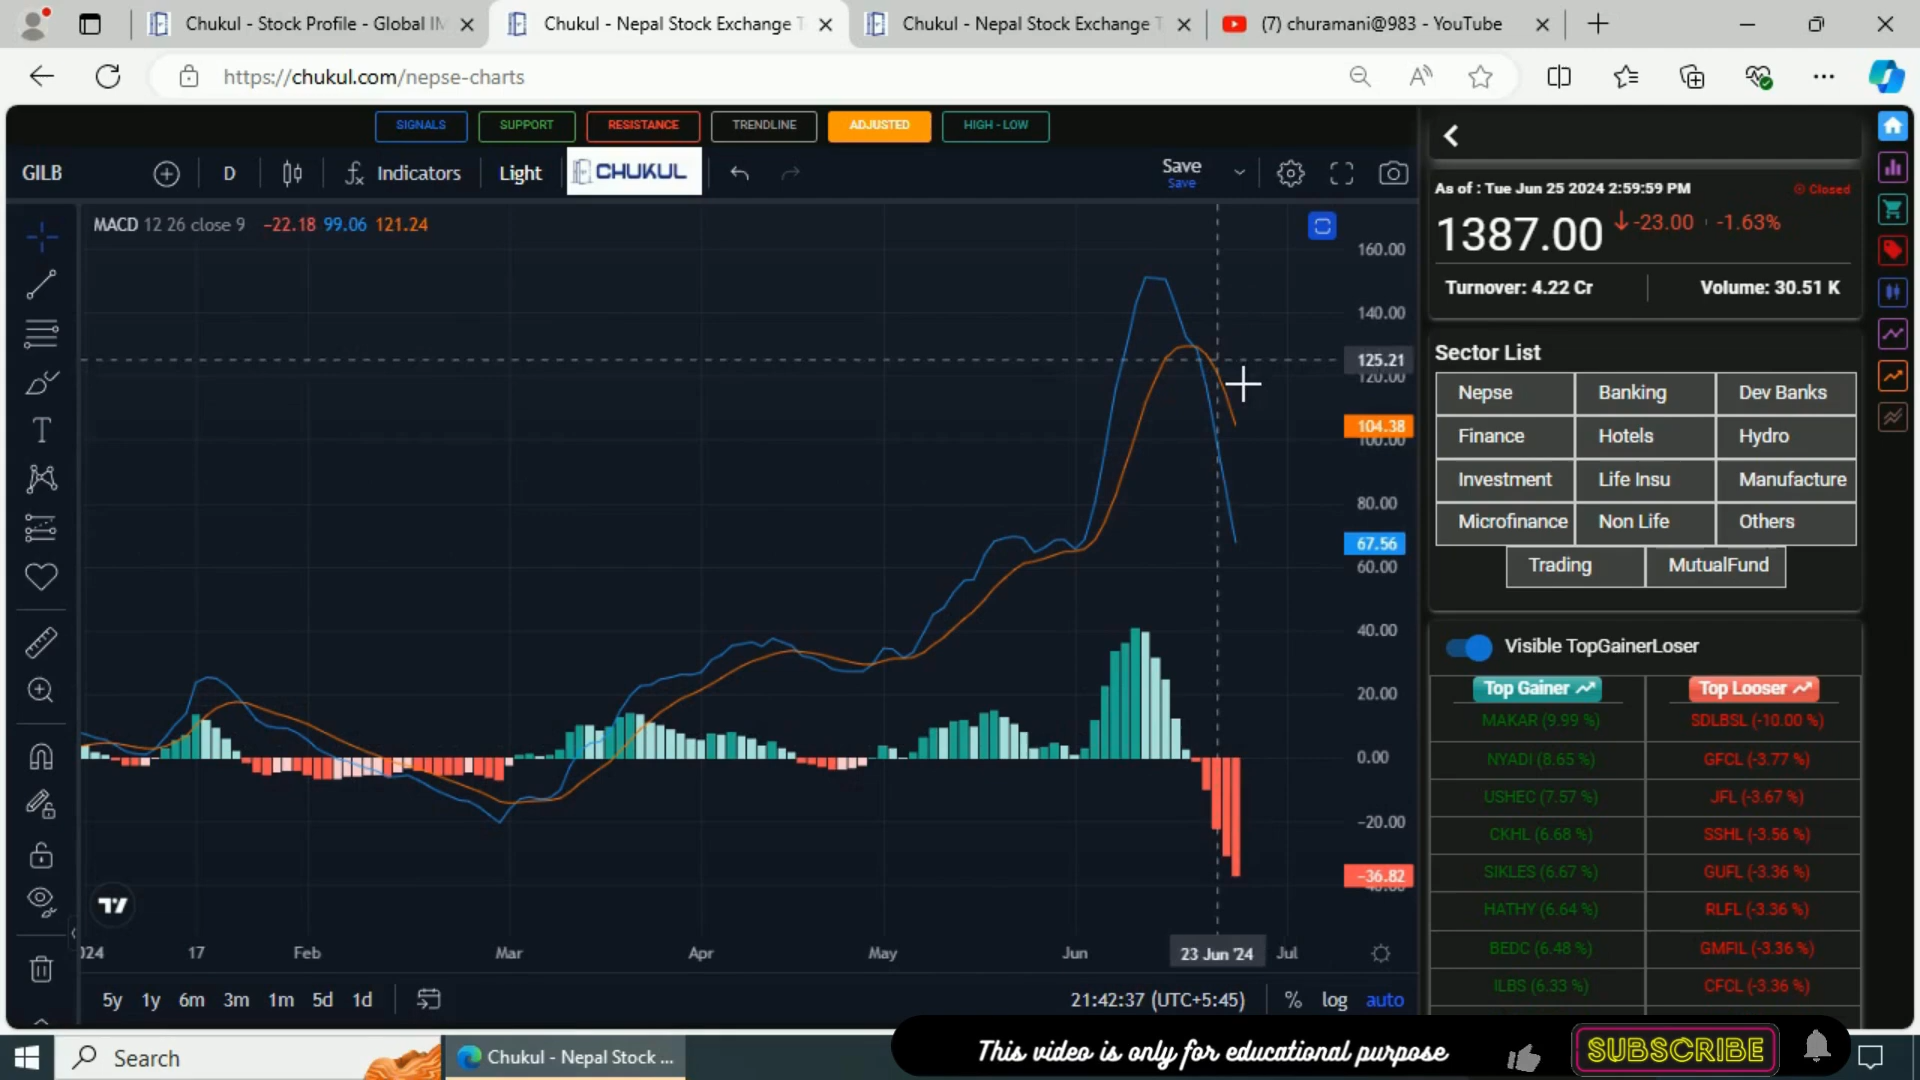 Chukul - Stock Profile - Global IM
Chukul - Nepal Stock Exchange T
Chukul - Nepal Stock Exchange T
(7) churamani@983 - YouTube
https://chukul.com/nepse-charts
SIGNALS
SUPPORT
RESISTANCE
TRENDLINE
ADJUSTED
HIGH - LOW
GILB
D
Indicators
Light
CHUKUL
Save
Save
MACD 12 26 close 9 −22.18 99.06 121.24
160.00
140.00
125.21
120.00
104.38
100.00
80.00
67.56
60.00
40.00
20.00
0.00
−20.00
−36.82
17
Feb
Mar
Apr
May
Jun
23 Jun '24
Jul
5y 1y 6m 3m 1m 5d 1d
21:42:37 (UTC+5:45)
% log auto
As of : Tue Jun 25 2024 2:59:59 PM
Closed
1387.00
-23.00
-1.63%
Turnover: 4.22 Cr
Volume: 30.51 K
Sector List
Nepse Banking Dev Banks
Finance Hotels Hydro
Investment Life Insu Manufacture
Microfinance Non Life Others
Trading MutualFund
Visible TopGainerLoser
Top Gainer Top Looser
MAKAR (9.99 %) SDLBSL (-10.00 %)
NYADI (8.65 %) GFCL (-3.77 %)
USHEC (7.57 %) JFL (-3.67 %)
CKHL (6.68 %) SSHL (-3.56 %)
SIKLES (6.67 %) GUFL (-3.36 %)
HATHY (6.64 %) RLFL (-3.36 %)
BEDC (6.48 %) GMFIL (-3.36 %)
ILBS (6.33 %) CFCL (-3.36 %)
Search
Chukul - Nepal Stock ...
This video is only for educational purpose
SUBSCRIBE